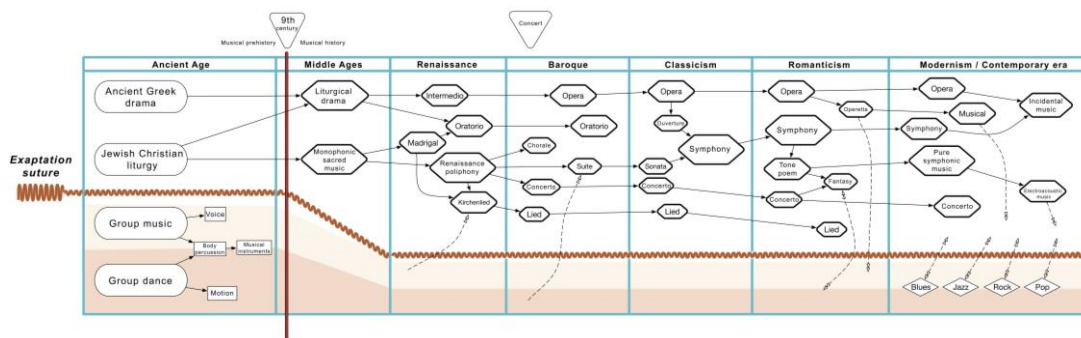 9th
century
Concert
Musical prehistory
Musical history
Ancient Age
Middle Ages
Renaissance
Baroque
Classicism
Romanticism
Modernism / Contemporary era
Ancient Greek
drama
Liturgical
drama
Intermedio
Opera
Opera
Opera
Opera
Incidental
music
Operetta
Musical
Ouverture
Oratorio
Oratorio
Symphony
Symphony
Madrigal
Chorale
Symphony
Jewish Christian
liturgy
Monophonic
sacred
music
Renaissance
poliphony
Suite
Sonata
Tone
poem
Pure
symphonic
music
Exaptation
suture
Fantasy
Concerto
Concerto
Concerto
Electroacoustic
music
Kirchenlied
Concerto
Lied
Lied
Lied
Group music
Voice
Body
percussion
Musical
instruments
Group dance
Motion
Blues
Jazz
Rock
Pop